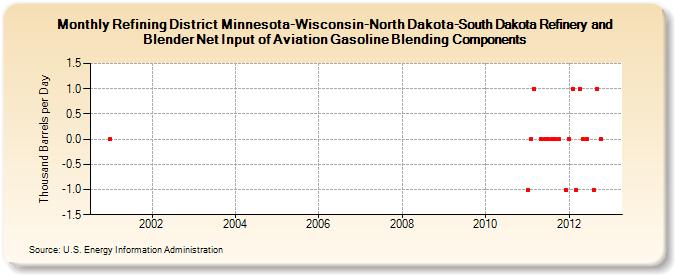 Monthly Refining District Minnesota-Wisconsin-North Dakota-South Dakota Refinery and
Blender Net Input of Aviation Gasoline Blending Components
Thousand Barrels per Day
1.5
1.0
0.5
0.0
-0.5
-1.0
-1.5
2002 2004 2006 2008 2010 2012
Source: U.S. Energy Information Administration